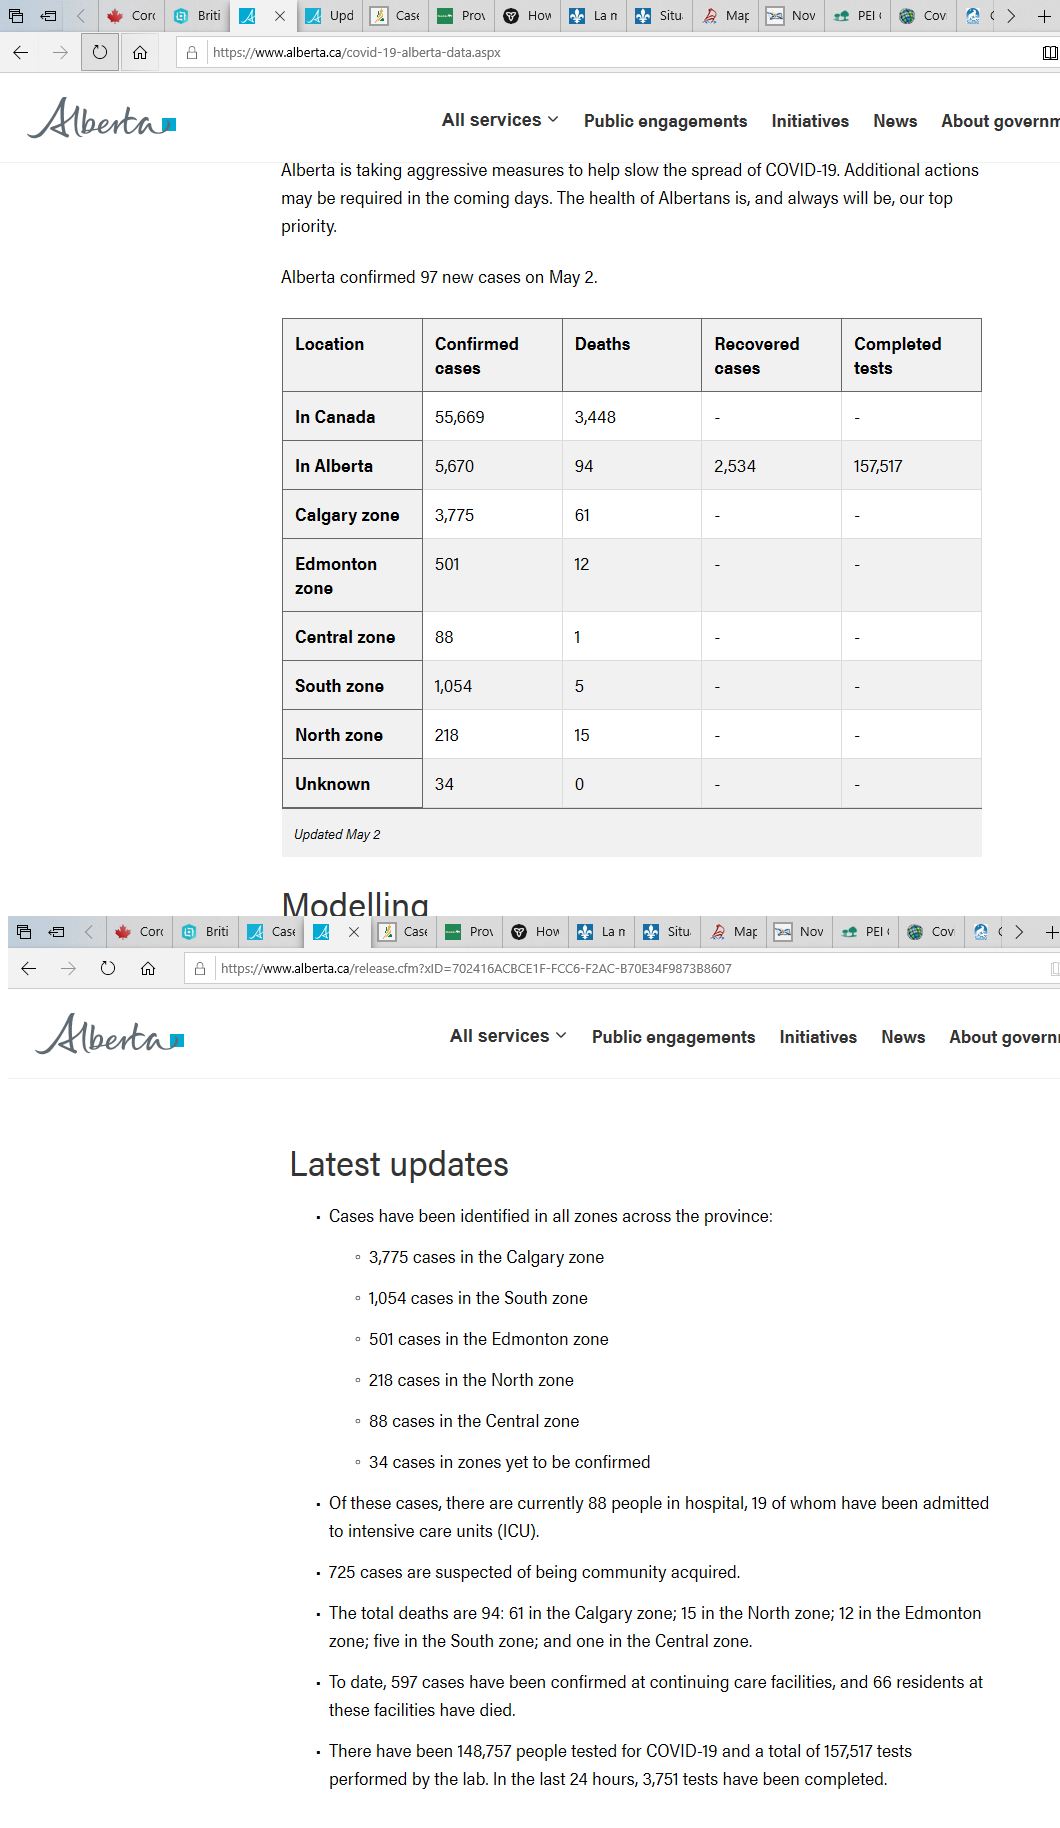 Corc Briti Upd Case Prov How La m Situ Map Nov PEI Cov
https://www.alberta.ca/covid-19-alberta-data.aspx
Alberta
All services Public engagements Initiatives News About governm
Alberta is taking aggressive measures to help slow the spread of COVID-19. Additional actions
may be required in the coming days. The health of Albertans is, and always will be, our top
priority.
Alberta confirmed 97 new cases on May 2.
Location Confirmed cases Deaths Recovered cases Completed tests
In Canada 55,669 3,448 - -
In Alberta 5,670 94 2,534 157,517
Calgary zone 3,775 61 - -
Edmonton zone 501 12 - -
Central zone 88 1 - -
South zone 1,054 5 - -
North zone 218 15 - -
Unknown 34 0 - -
Updated May 2
Modelling
Corc Briti Case Case Prov How La m Situ Map Nov PEI Cov
https://www.alberta.ca/release.cfm?xID=702416ACBCE1F-FCC6-F2AC-B70E34F9873B8607
Alberta
All services Public engagements Initiatives News About governm
Latest updates
• Cases have been identified in all zones across the province:
◦ 3,775 cases in the Calgary zone
◦ 1,054 cases in the South zone
◦ 501 cases in the Edmonton zone
◦ 218 cases in the North zone
◦ 88 cases in the Central zone
◦ 34 cases in zones yet to be confirmed
• Of these cases, there are currently 88 people in hospital, 19 of whom have been admitted
to intensive care units (ICU).
• 725 cases are suspected of being community acquired.
• The total deaths are 94: 61 in the Calgary zone; 15 in the North zone; 12 in the Edmonton
zone; five in the South zone; and one in the Central zone.
• To date, 597 cases have been confirmed at continuing care facilities, and 66 residents at
these facilities have died.
• There have been 148,757 people tested for COVID-19 and a total of 157,517 tests
performed by the lab. In the last 24 hours, 3,751 tests have been completed.